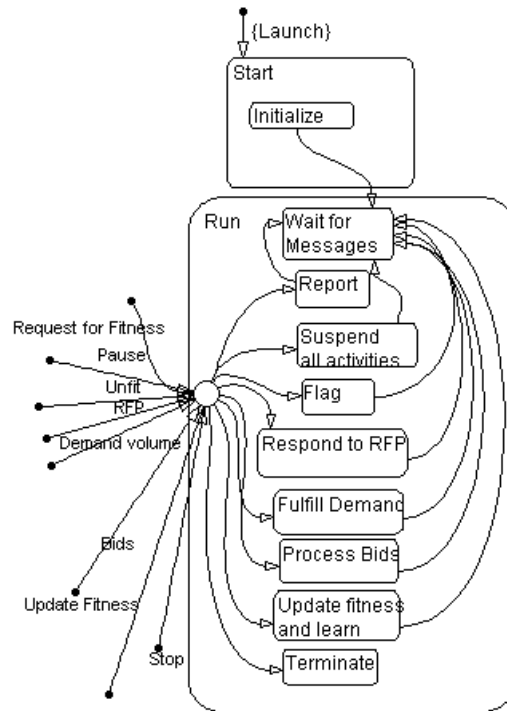 {Launch}
Start
Initialize
Run
Wait for
Messages
Report
Request for Fitness
Suspend
all activities
Pause
Unfit
Flag
RFP
Demand volume
Respond to RFP
Fulfill Demand
Bids
Process Bids
Update Fitness
Update fitness
and learn
Stop
Terminate